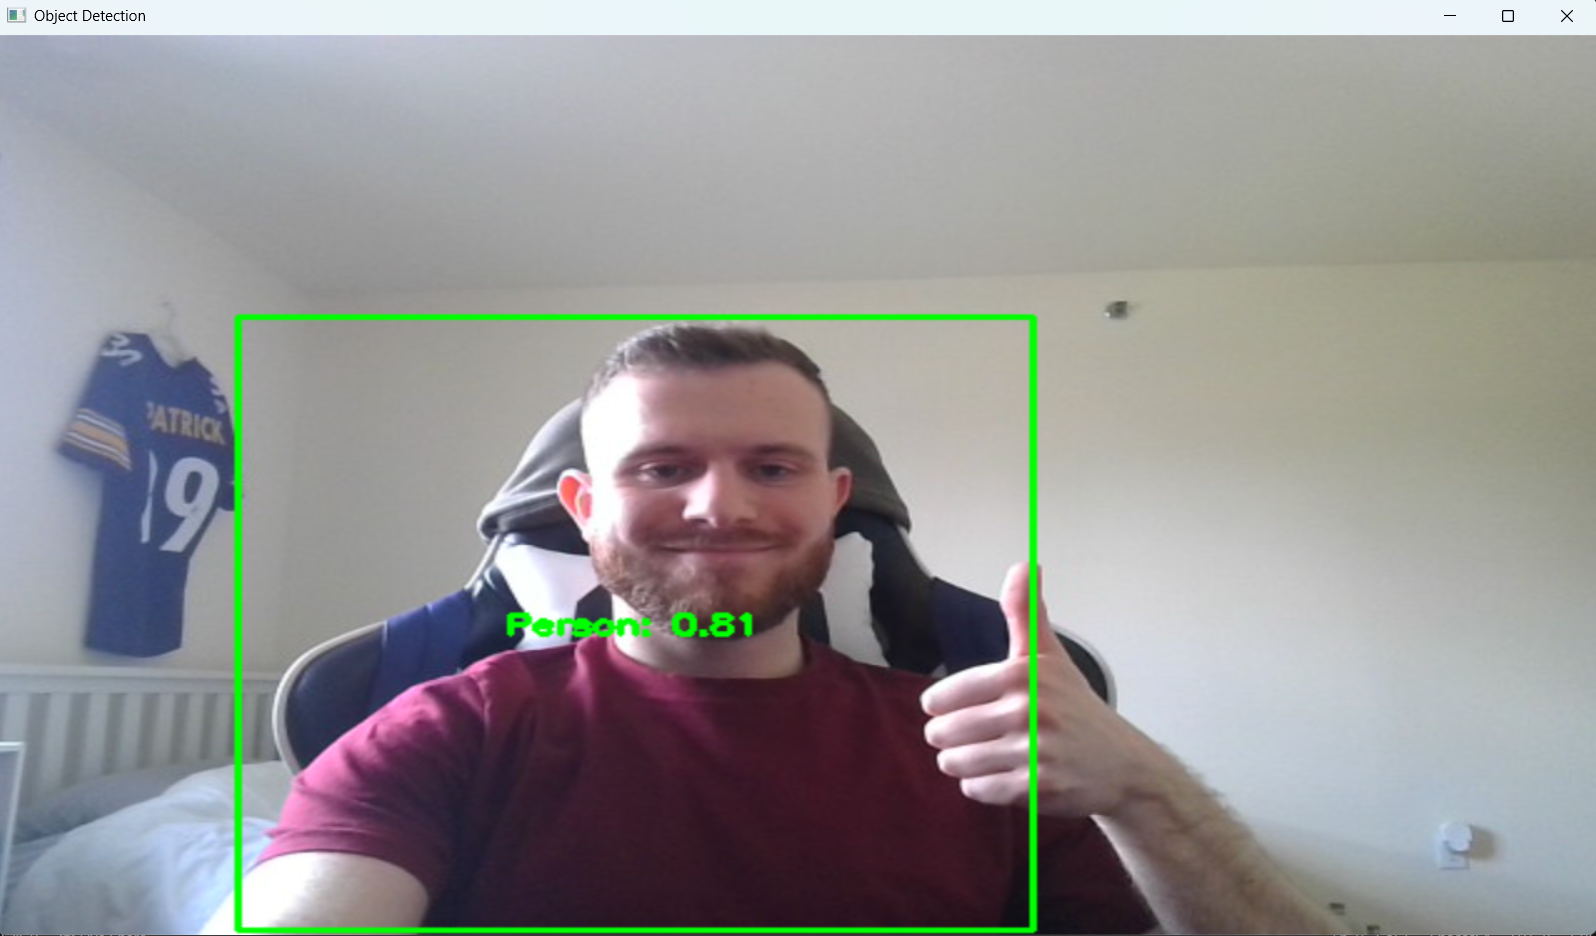 Object Detection
PATRICK
19
Person: 0.81